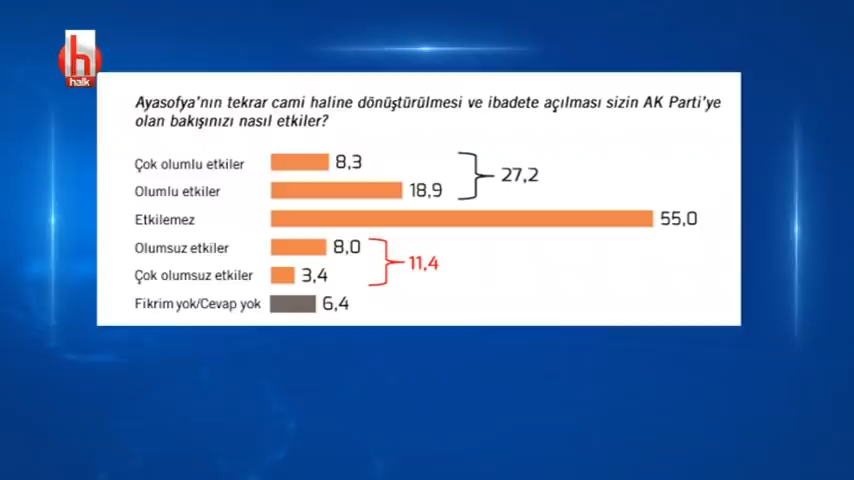 h
halk
Ayasofya'nın tekrar cami haline dönüştürülmesi ve ibadete açılması sizin AK Parti'ye
olan bakışınızı nasıl etkiler?
Çok olumlu etkiler 8,3
Olumlu etkiler 18,9
27,2
Etkilemez 55,0
Olumsuz etkiler 8,0
Çok olumsuz etkiler 3,4
11,4
Fikrim yok/Cevap yok 6,4